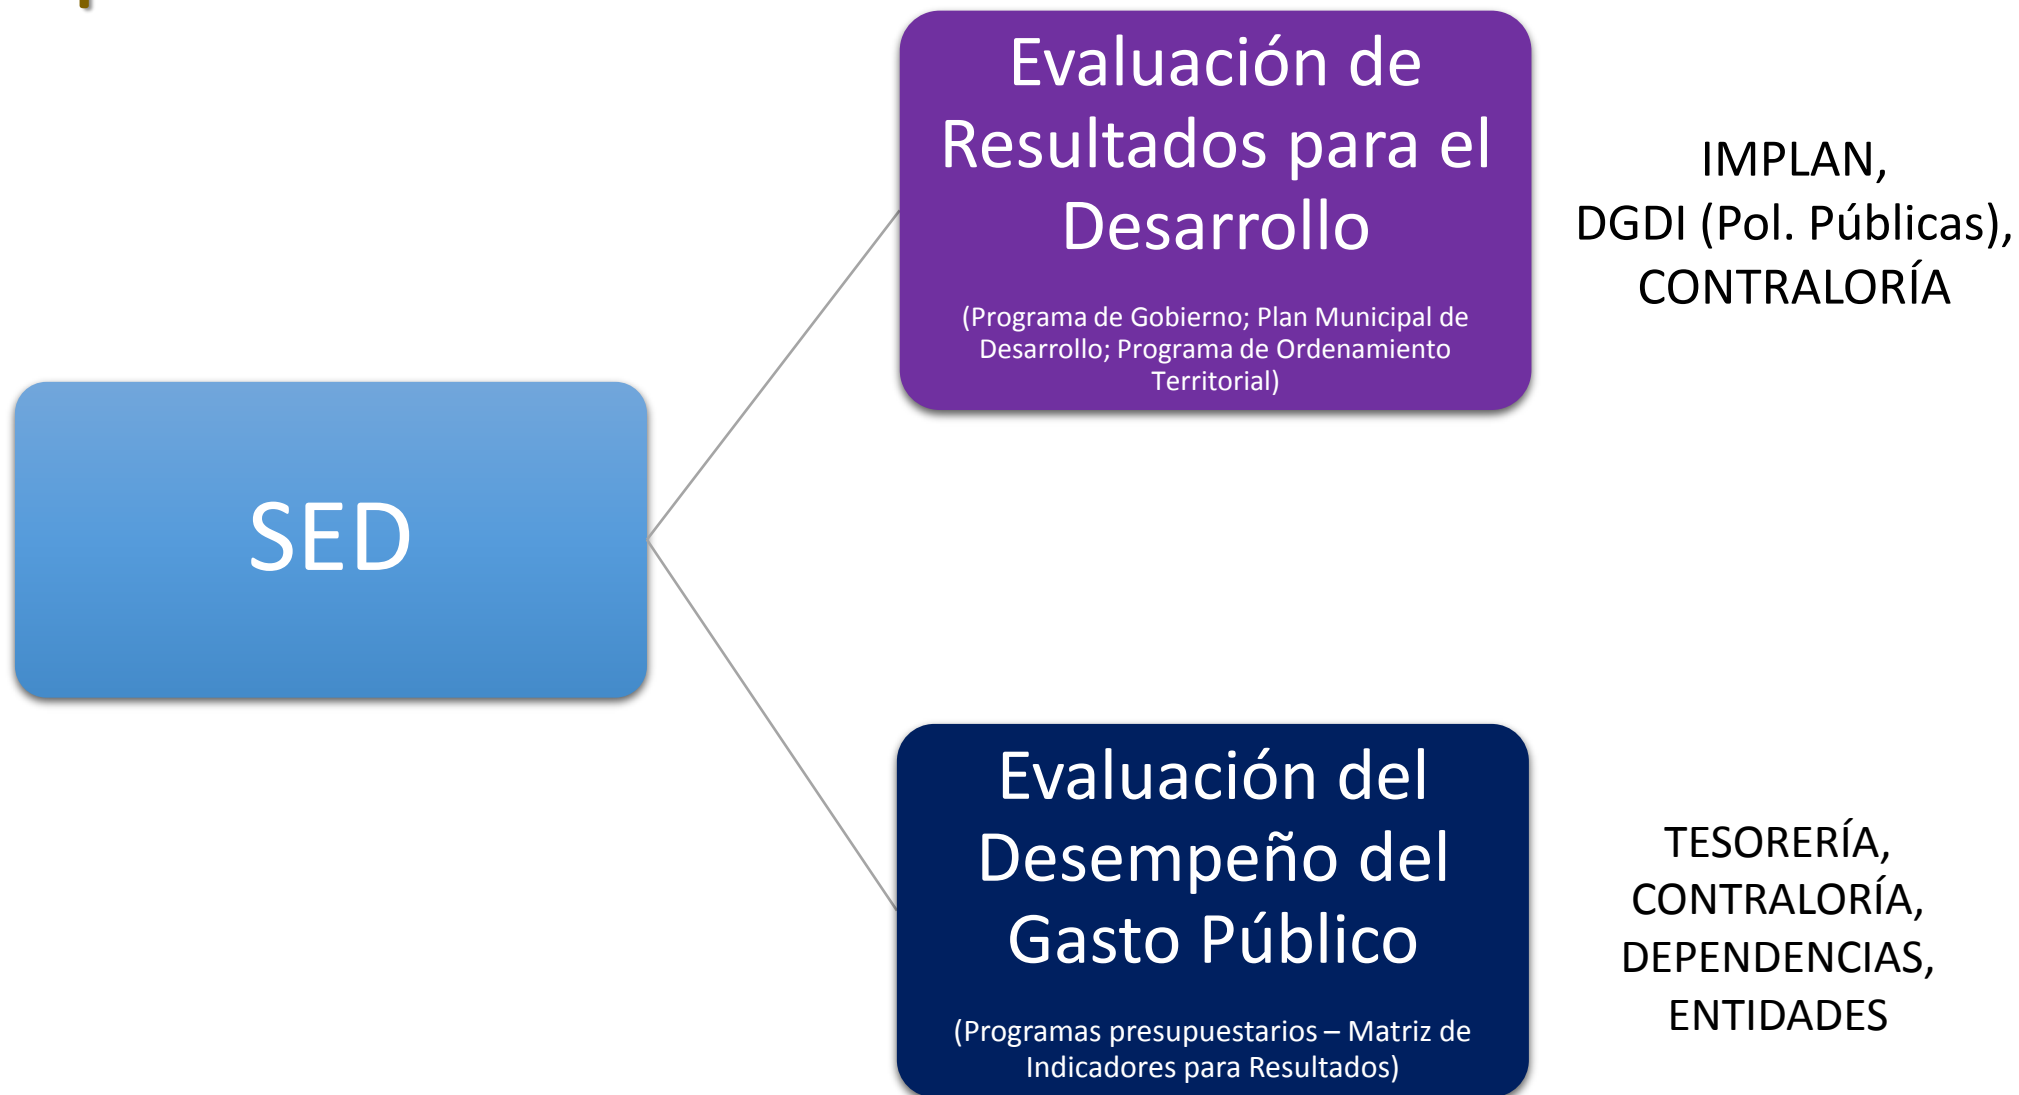 SED
Evaluación de
Resultados para el
Desarrollo
(Programa de Gobierno; Plan Municipal de
Desarrollo; Programa de Ordenamiento
Territorial)
IMPLAN,
DGDI (Pol. Públicas),
CONTRALORÍA
Evaluación del
Desempeño del
Gasto Público
(Programas presupuestarios – Matriz de
Indicadores para Resultados)
TESORERÍA,
CONTRALORÍA,
DEPENDENCIAS,
ENTIDADES